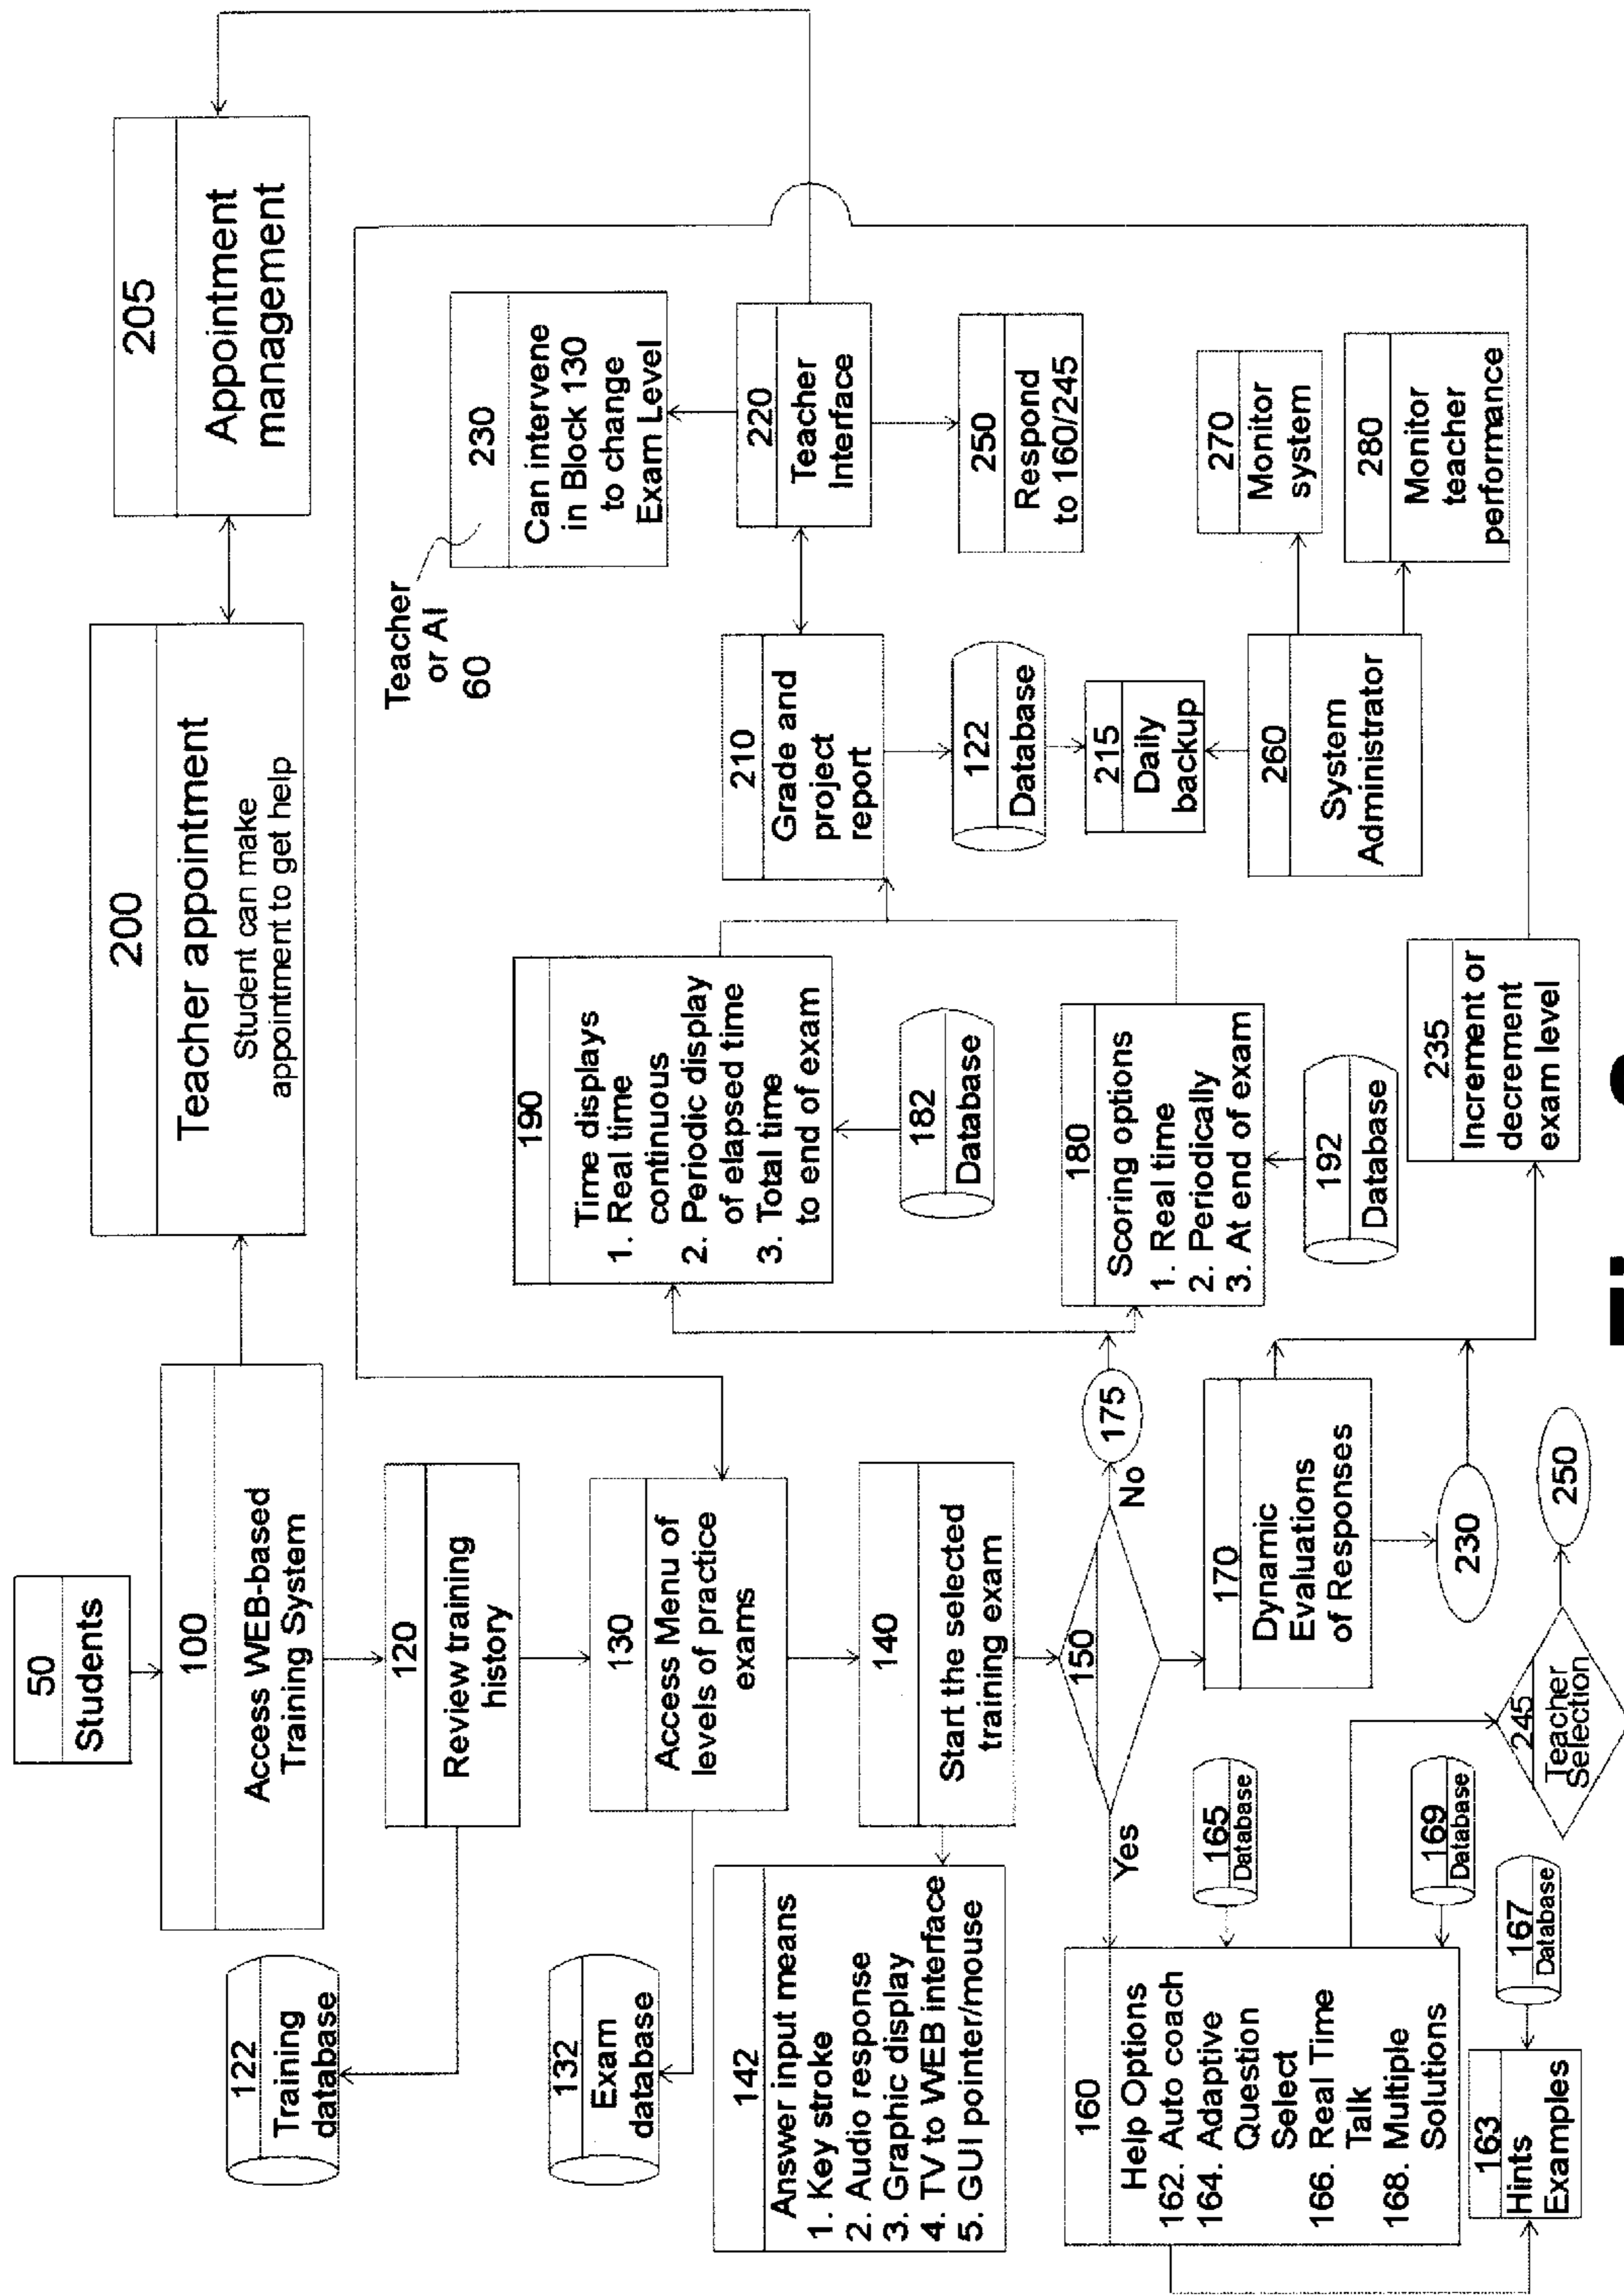 50
Students
100
Access WEB-based
Training System
200
Teacher appointment
Student can make
appointment to get help
205
Appointment
management
122
Training
database
120
Review training
history
132
Exam
database
130
Access Menu of
levels of practice
exams
Teacher
or AI
60
230
Can intervene
in Block 130
to change
Exam Level
142
Answer input means
1. Key stroke
2. Audio response
3. Graphic display
4. TV to WEB interface
5. GUI pointer/mouse
140
Start the selected
training exam
190
Time displays
1. Real time
continuous
2. Periodic display
of elapsed time
3. Total time
to end of exam
182
Database
210
Grade and
project
report
220
Teacher
Interface
250
Respond
to 160/245
122
Database
215
Daily
backup
150
Yes
No
175
180
Scoring options
1. Real time
2. Periodically
3. At end of exam
192
Database
260
System
Administrator
270
Monitor
system
280
Monitor
teacher
performance
160
Help Options
162. Auto coach
164. Adaptive
Question
Select
166. Real Time
Talk
168. Multiple
Solutions
165
Database
169
Database
170
Dynamic
Evaluations
of Responses
230
235
Increment or
decrement
exam level
163
Hints
Examples
167
Database
245
Teacher
Selection
250